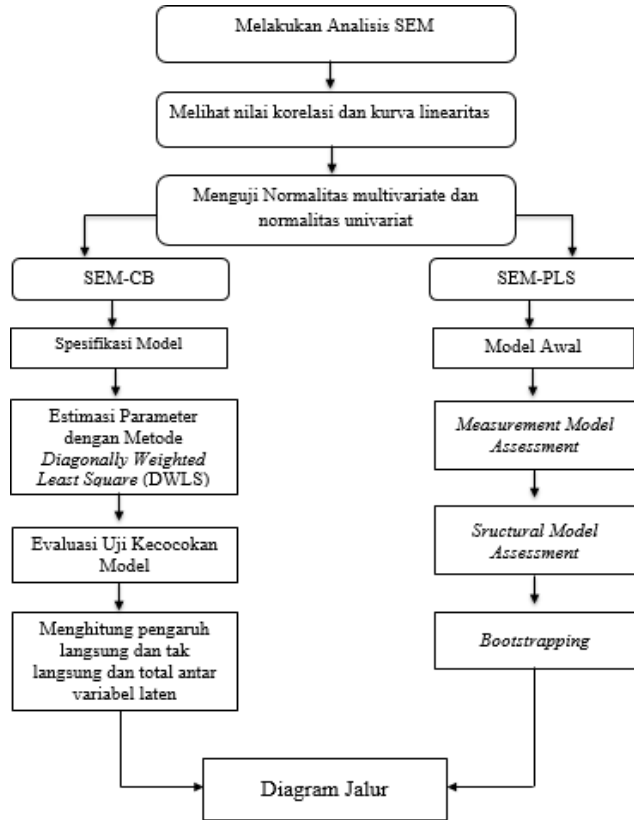 Melakukan Analisis SEM
Melihat nilai korelasi dan kurva linearitas
Menguji Normalitas multivariate dan
normalitas univariat
SEM-CB
Spesifikasi Model
Estimasi Parameter
dengan Metode
Diagonally Weighted
Least Square (DWLS)
Evaluasi Uji Kecocokan
Model
Menghitung pengaruh
langsung dan tak
langsung dan total antar
variabel laten
SEM-PLS
Model Awal
Measurement Model
Assessment
Sructural Model
Assessment
Bootstrapping
Diagram Jalur